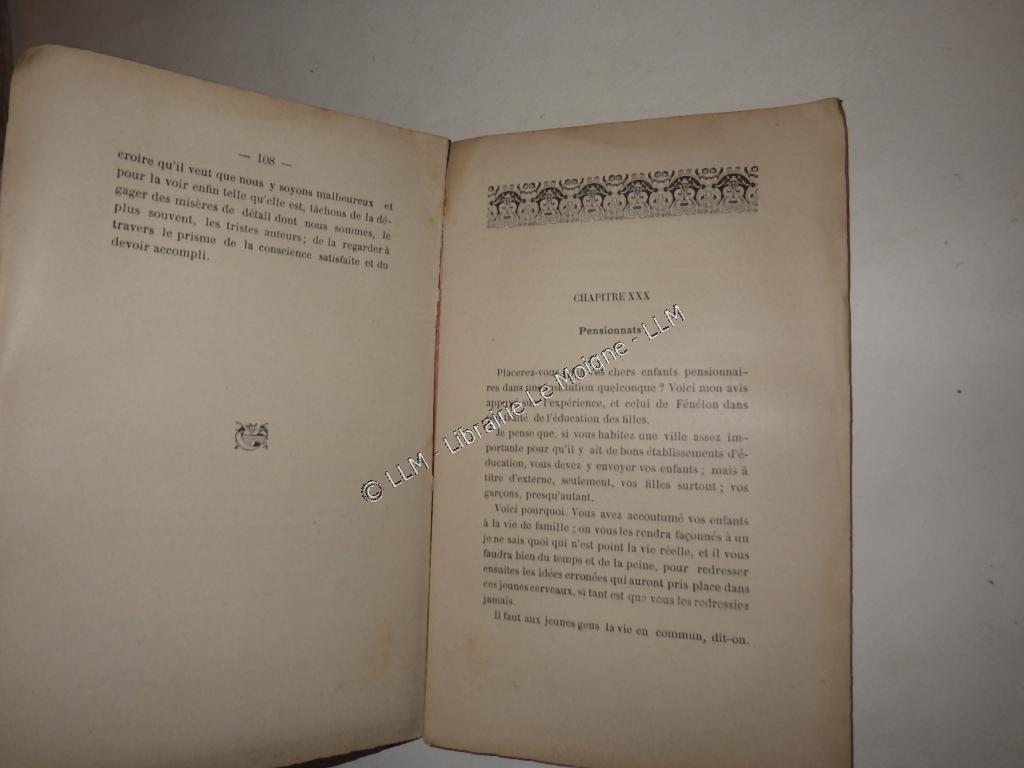 — 108 —
croire qu'il veut que nous y soyons malheureux et
pour la voir enfin telle qu'elle est, tâchons de la dé-
gager des misères de détail dont nous sommes, le
plus souvent, les tristes auteurs; de la regarder à
travers le prisme de la conscience satisfaite et du
devoir accompli.
CHAPITRE XXX
Pensionnats
Placerez-vous chers enfants pensionnai-
res dans une institution quelconque ? Voici mon avis
appuyé sur l'expérience, et celui de Fénélon dans
de l'éducation des filles.
Je pense que, si vous habitez une ville assez im-
portante pour qu'il y ait de bons établissements d'é-
ducation, vous devez y envoyer vos enfants ; mais à
titre d'externe, seulement, vos filles surtout ; vos
garçons, presqu'autant.
Voici pourquoi. Vous avez accoutumé vos enfants
à la vie de famille ; on vous les rendra façonnés à un
je ne sais quoi qui n'est point la vie réelle, et il vous
faudra bien du temps et de la peine, pour redresser
ensuites les idées erronées qui auront pris place dans
ces jeunes cerveaux, si tant est que vous les redressiez
jamais.
Il faut aux jeunes gens la vie en commun, dit-on.
© LLM - Librairie Le Moigne - LLM